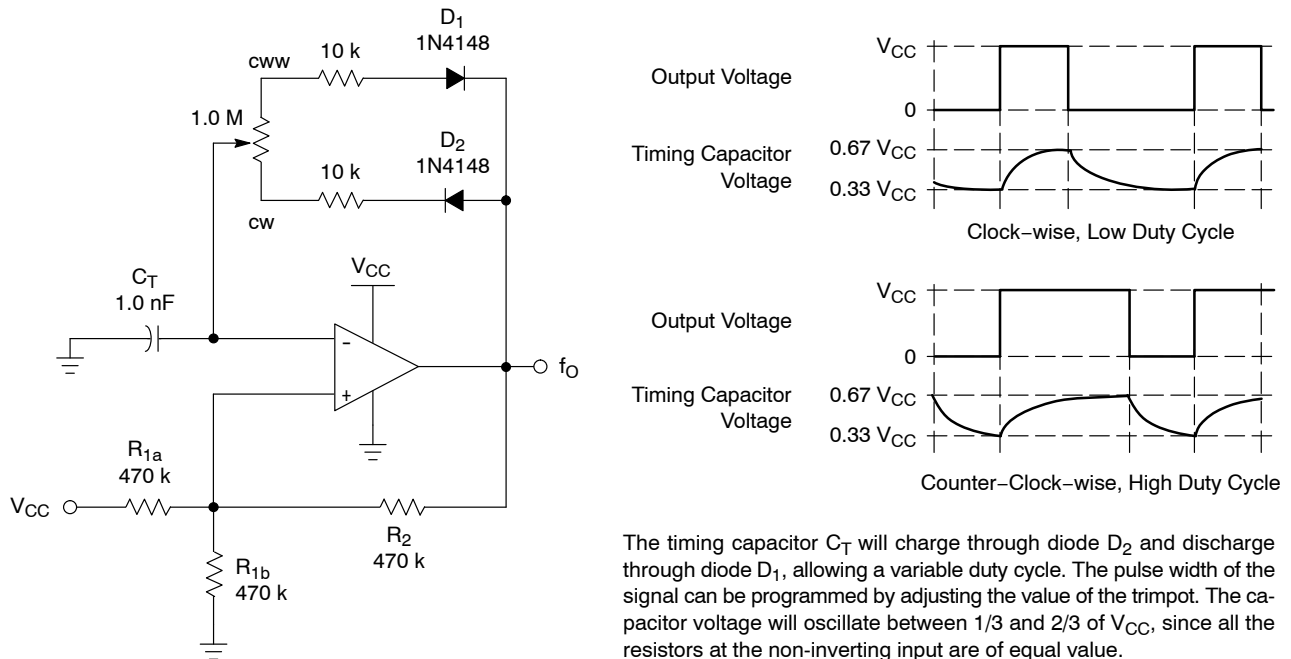 D1
1N4148
10 k
cww
1.0 M
D2
1N4148
10 k
cw
CT
1.0 nF
VCC
-
+
fO
R1a
470 k
VCC
R2
470 k
R1b
470 k
VCC
Output Voltage
0
Timing Capacitor
Voltage
0.67 VCC
0.33 VCC
Clock−wise, Low Duty Cycle
VCC
Output Voltage
0
Timing Capacitor
Voltage
0.67 VCC
0.33 VCC
Counter−Clock−wise, High Duty Cycle
The timing capacitor CT will charge through diode D2 and discharge
through diode D1, allowing a variable duty cycle. The pulse width of the
signal can be programmed by adjusting the value of the trimpot. The ca-
pacitor voltage will oscillate between 1/3 and 2/3 of VCC, since all the
resistors at the non-inverting input are of equal value.